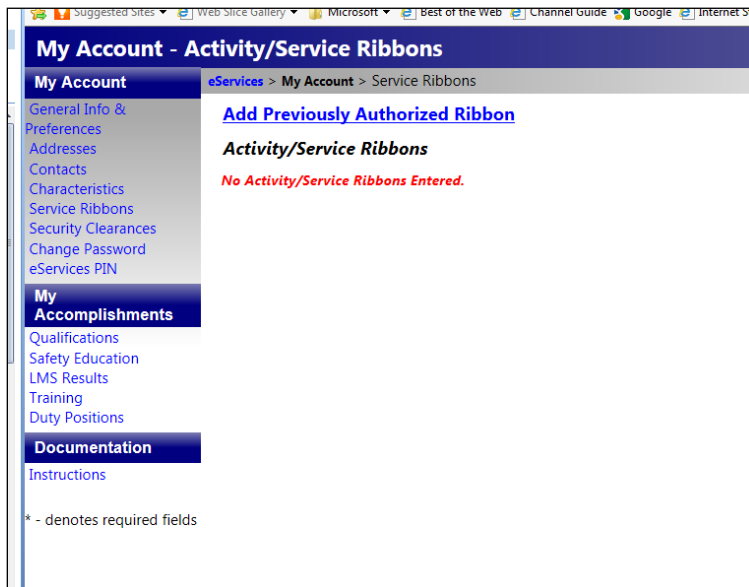 Suggested Sites Web Slice Gallery Microsoft Best of the Web Channel Guide Google Internet S
My Account - Activity/Service Ribbons
My Account
eServices > My Account > Service Ribbons
General Info &
Preferences
Addresses
Contacts
Characteristics
Service Ribbons
Security Clearances
Change Password
eServices PIN
Add Previously Authorized Ribbon
Activity/Service Ribbons
No Activity/Service Ribbons Entered.
My
Accomplishments
Qualifications
Safety Education
LMS Results
Training
Duty Positions
Documentation
Instructions
* - denotes required fields